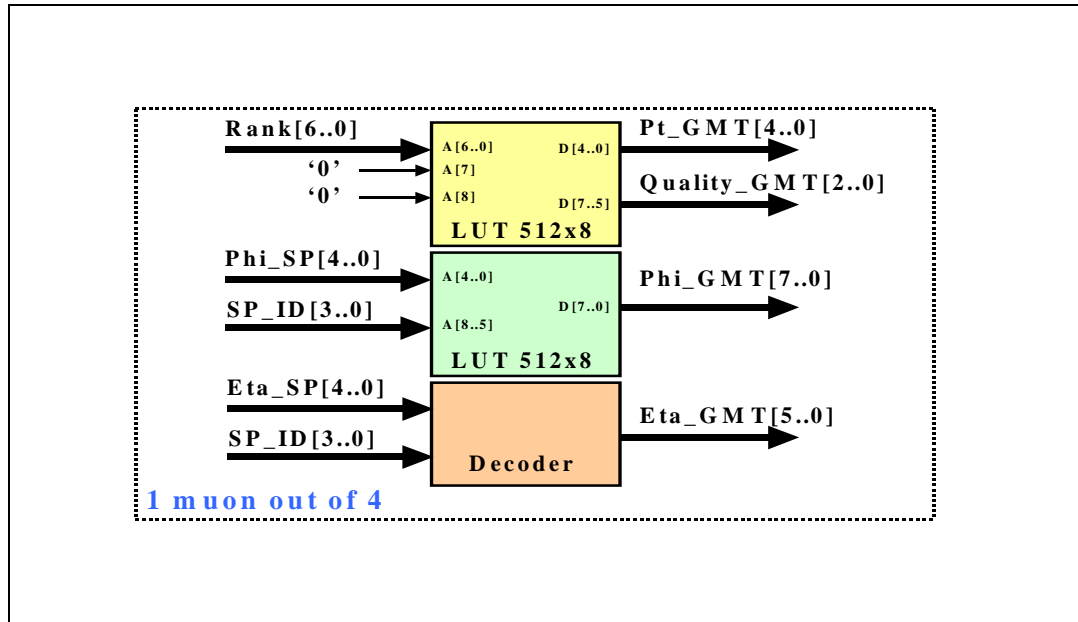 Rank[6..0]
Pt_GMT[4..0]
A[6..0]
D[4..0]
‘0’
A[7]
Quality_GMT[2..0]
‘0’
A[8]
D[7..5]
LUT 512x8
Phi_SP[4..0]
Phi_GMT[7..0]
A[4..0]
D[7..0]
SP_ID[3..0]
A[8..5]
LUT 512x8
Eta_SP[4..0]
Eta_GMT[5..0]
SP_ID[3..0]
Decoder
1 muon out of 4